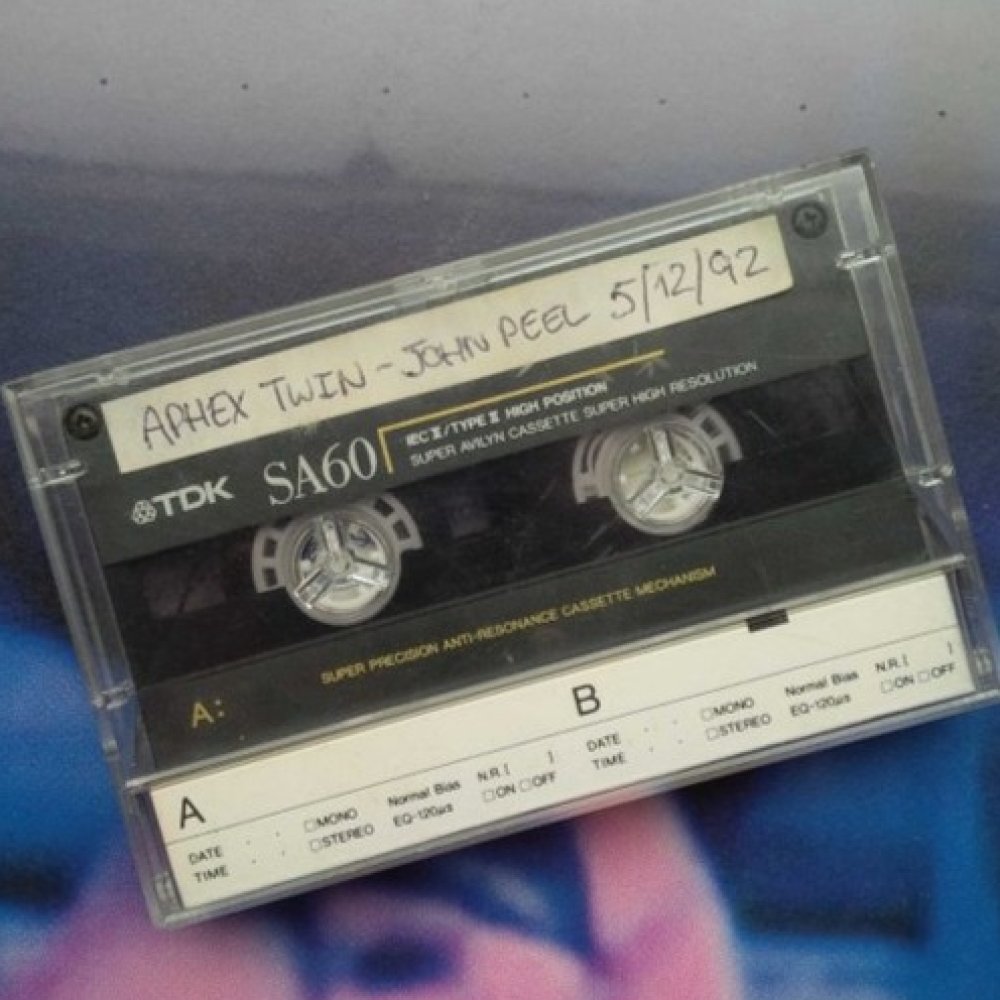 APHEX TWIN - JOHN PEEL 5/12/92
TDK SA60
IEC II/TYPE II HIGH POSITION
SUPER AVILYN CASSETTE SUPER HIGH RESOLUTION
SUPER PRECISION ANTI-RESONANCE CASSETTE MECHANISM
A:
A
DATE . .
TIME . .
□MONO
□STEREO
Normal Bias
EQ-120µs
N.R.[ ]
□ON □OFF
B
DATE . .
TIME . .
□MONO
□STEREO
Normal Bias
EQ-120µs
N.R.[ ]
□ON □OFF